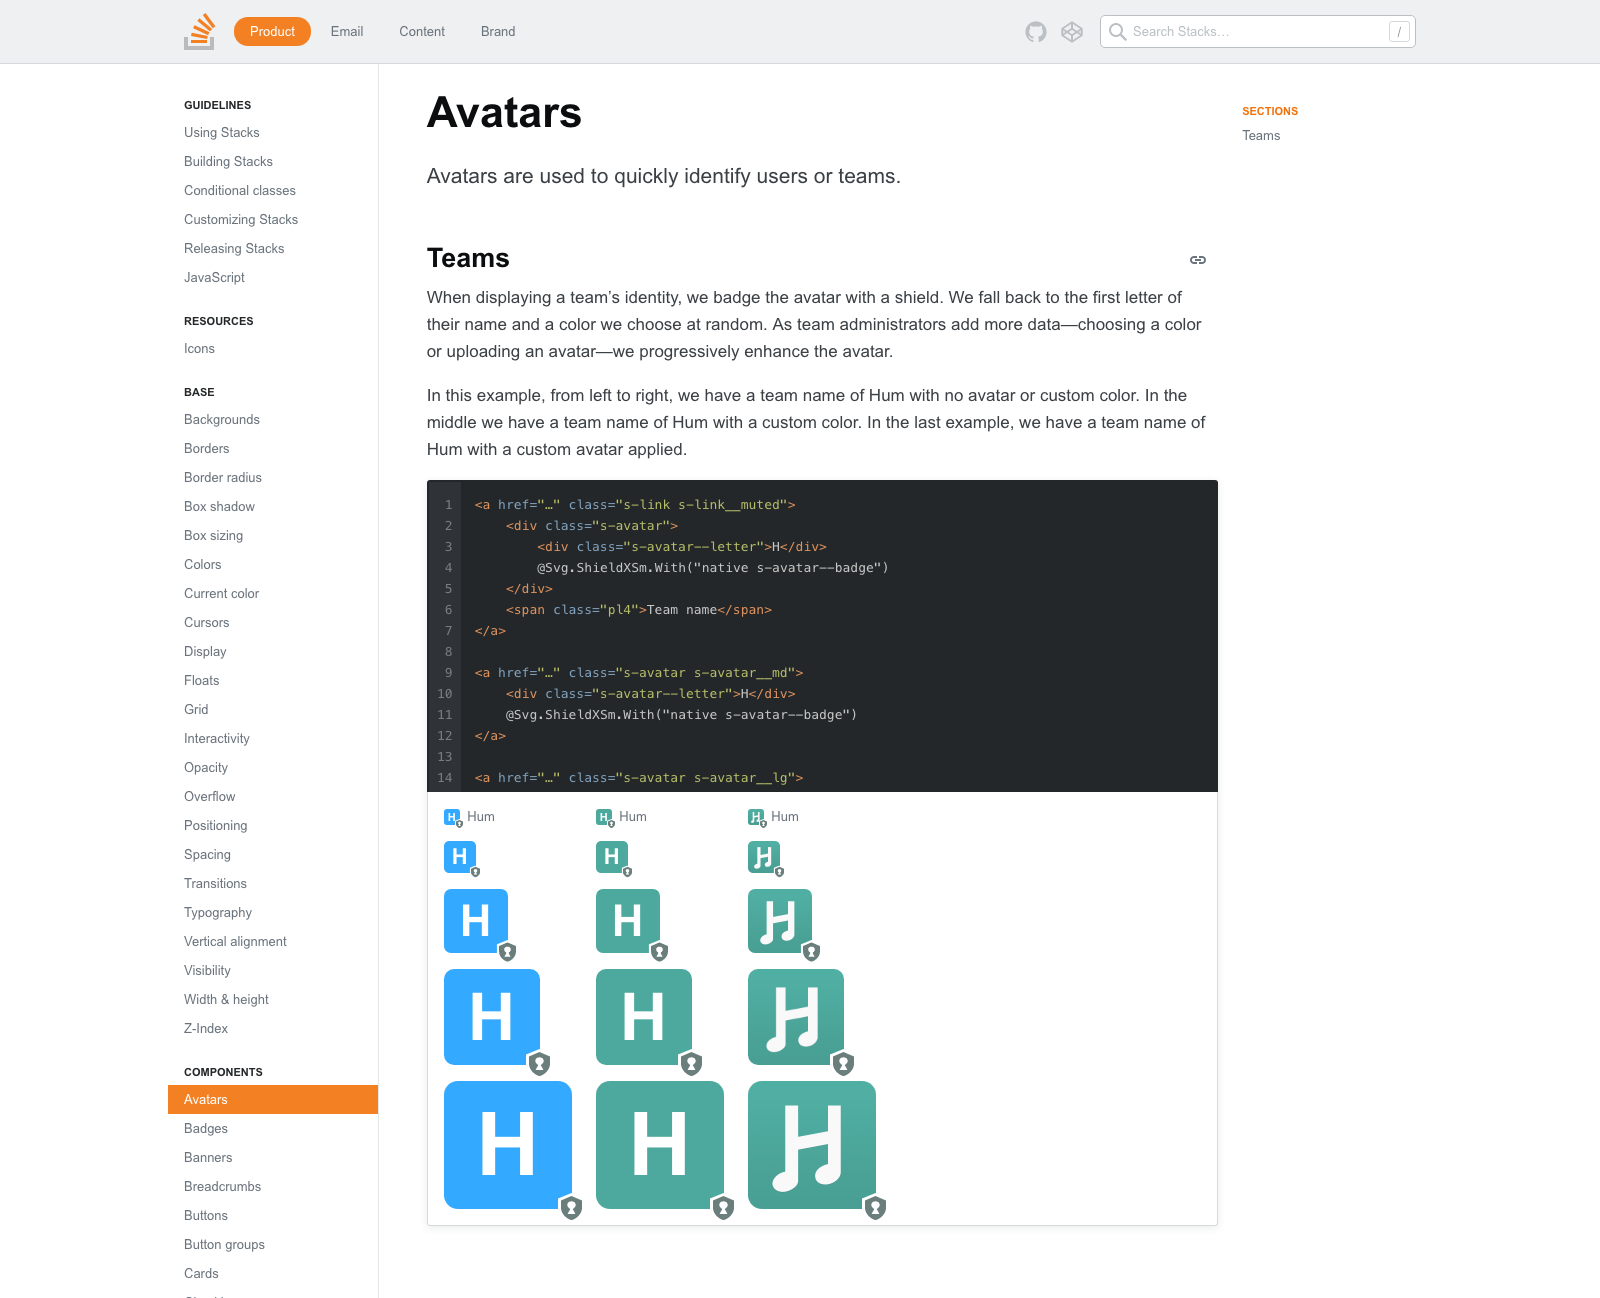 Product
Email
Content
Brand
Search Stacks…
/
GUIDELINES
Using Stacks
Building Stacks
Conditional classes
Customizing Stacks
Releasing Stacks
JavaScript
RESOURCES
Icons
BASE
Backgrounds
Borders
Border radius
Box shadow
Box sizing
Colors
Current color
Cursors
Display
Floats
Grid
Interactivity
Opacity
Overflow
Positioning
Spacing
Transitions
Typography
Vertical alignment
Visibility
Width & height
Z-Index
COMPONENTS
Avatars
Badges
Banners
Breadcrumbs
Buttons
Button groups
Cards
Avatars
Avatars are used to quickly identify users or teams.
Teams
When displaying a team’s identity, we badge the avatar with a shield. We fall back to the first letter of
their name and a color we choose at random. As team administrators add more data—choosing a color
or uploading an avatar—we progressively enhance the avatar.
In this example, from left to right, we have a team name of Hum with no avatar or custom color. In the
middle we have a team name of Hum with a custom color. In the last example, we have a team name of
Hum with a custom avatar applied.
1 <a href="…" class="s-link s-link__muted">
2     <div class="s-avatar">
3         <div class="s-avatar--letter">H</div>
4         @Svg.ShieldXSm.With("native s-avatar--badge")
5     </div>
6     <span class="pl4">Team name</span>
7 </a>
8
9 <a href="…" class="s-avatar s-avatar__md">
10     <div class="s-avatar--letter">H</div>
11     @Svg.ShieldXSm.With("native s-avatar--badge")
12 </a>
13
14 <a href="…" class="s-avatar s-avatar__lg">
H Hum H Hum H Hum
H H H
H H H
H H H
H H H
SECTIONS
Teams